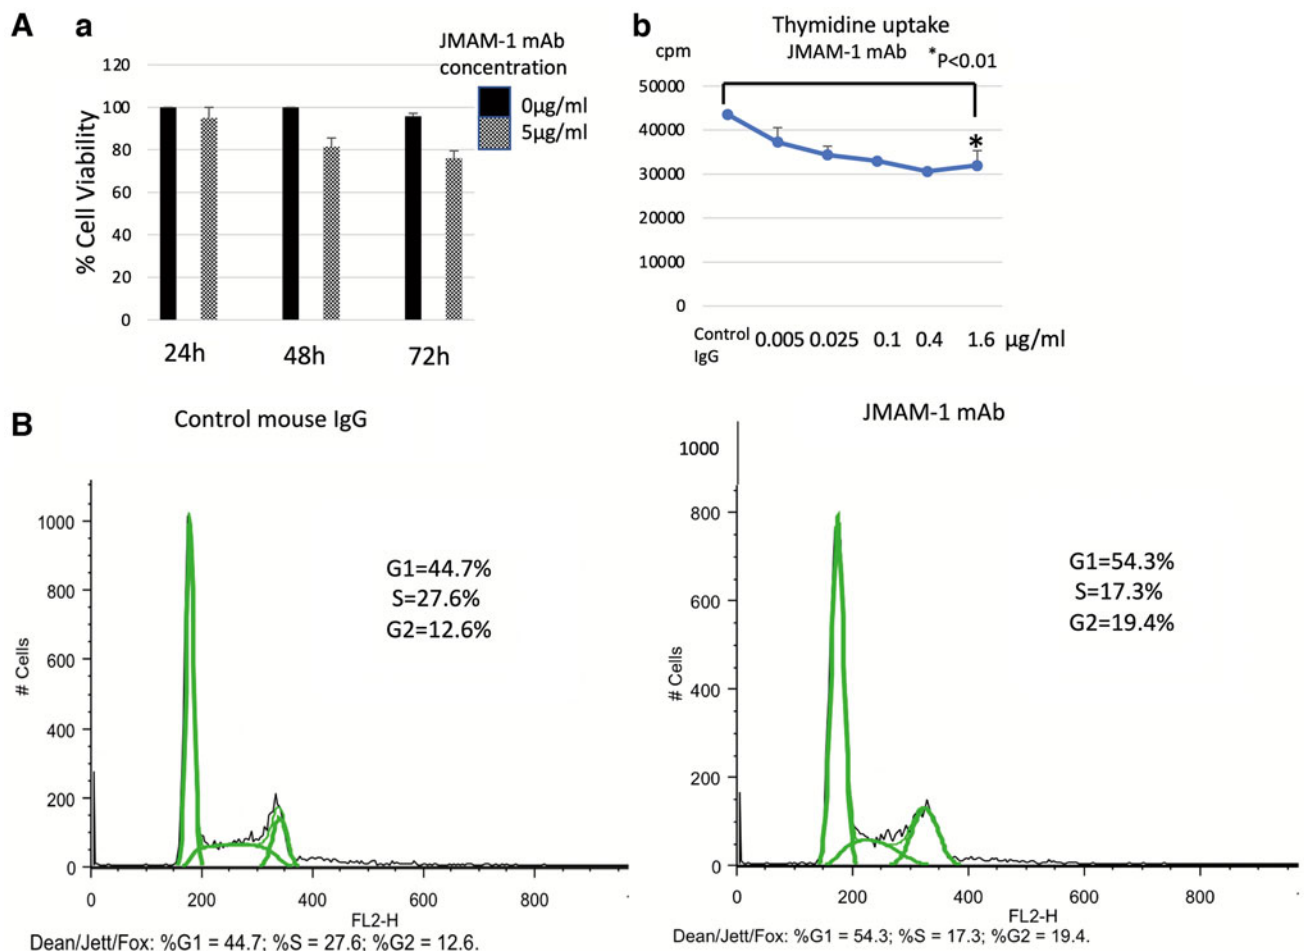 A
a
JMAM-1 mAb
concentration
0µg/ml
5µg/ml
% Cell Viability
120
100
80
60
40
20
0
24h 48h 72h
b
Thymidine uptake
JMAM-1 mAb
*P<0.01
cpm
50000
40000
30000
20000
10000
0
*
Control IgG 0.005 0.025 0.1 0.4 1.6 µg/ml
B
Control mouse IgG
# Cells
1000
800
600
400
200
0
G1=44.7%
S=27.6%
G2=12.6%
0 200 400 600 800
FL2-H
Dean/Jett/Fox: %G1 = 44.7; %S = 27.6; %G2 = 12.6.
JMAM-1 mAb
# Cells
1000
800
600
400
200
0
G1=54.3%
S=17.3%
G2=19.4%
0 200 400 600 800
FL2-H
Dean/Jett/Fox: %G1 = 54.3; %S = 17.3; %G2 = 19.4.